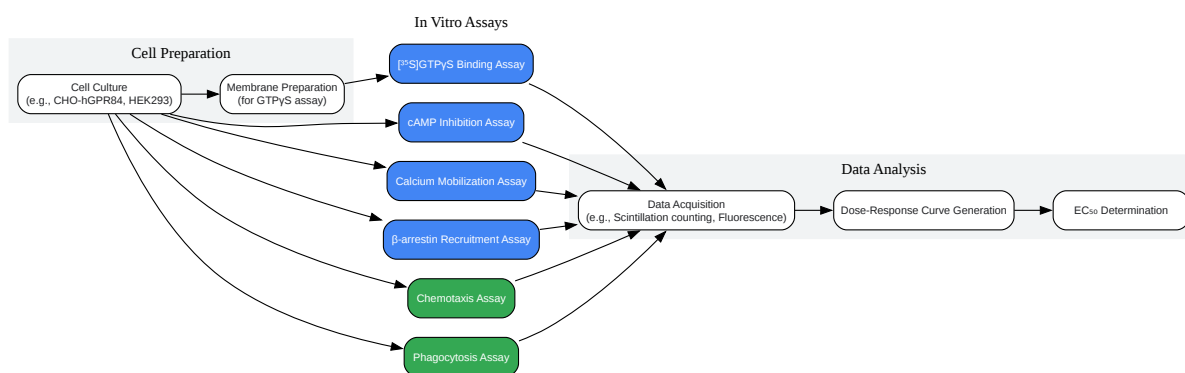 In Vitro Assays
Cell Preparation
Cell Culture
(e.g., CHO-hGPR84, HEK293)
Membrane Preparation
(for GTPγS assay)
[³⁵S]GTPγS Binding Assay
cAMP Inhibition Assay
Calcium Mobilization Assay
β-arrestin Recruitment Assay
Chemotaxis Assay
Phagocytosis Assay
Data Analysis
Data Acquisition
(e.g., Scintillation counting, Fluorescence)
Dose-Response Curve Generation
EC₅₀ Determination